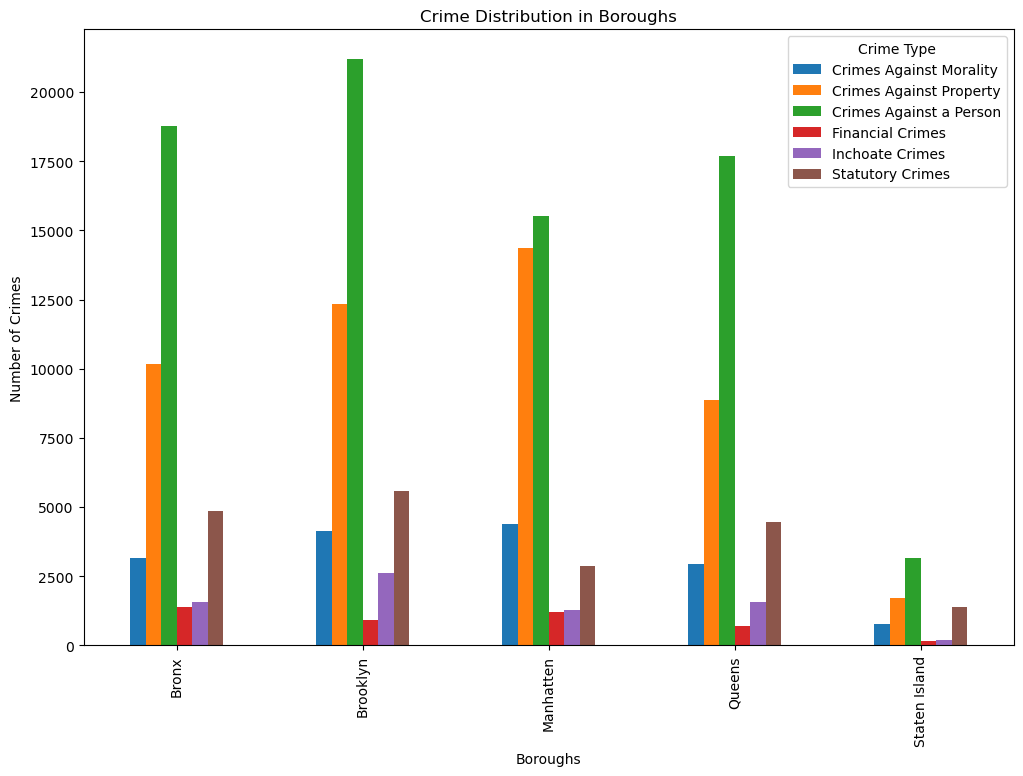 Crime Distribution in Boroughs
Crime Type
Crimes Against Morality
Crimes Against Property
Crimes Against a Person
Financial Crimes
Inchoate Crimes
Statutory Crimes
Number of Crimes
20000
17500
15000
12500
10000
7500
5000
2500
0
Bronx
Brooklyn
Manhatten
Queens
Staten Island
Boroughs